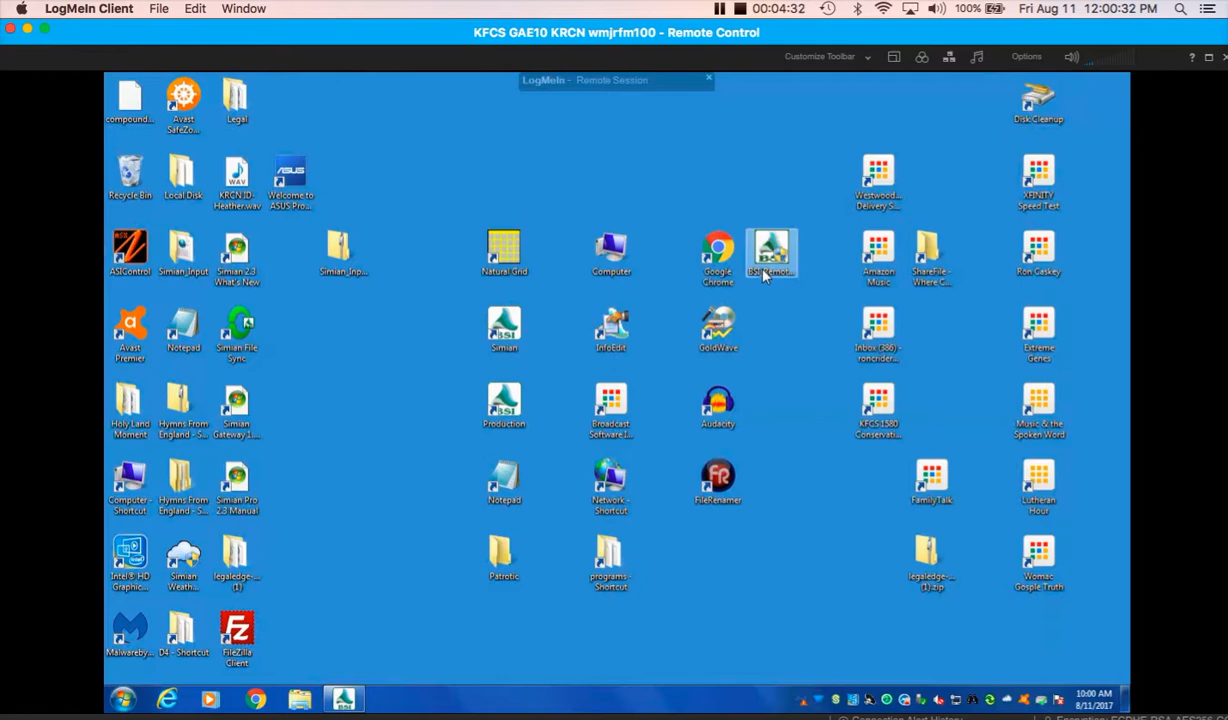 LogMeIn Client File Edit Window
00:04:32 100% Fri Aug 11 12:00:32 PM
KFCS GAE10 KRCN wmjrfm100 - Remote Control
Customize Toolbar Options ?
LogMeIn - Remote Session
compound...
Avast
SafeZo...
Legal
Disk Cleanup
Recycle Bin
Local Disk
KRCN ID-
Heather.wav
Welcome to
ASUS Pro...
Westwood...
Delivery S...
XFINITY
Speed Test
ASIControl
Simian_Input
Simian 2.3
What's New
Simian_Inp...
Natural Grid
Computer
Google
Chrome
Amazon
Music
ShareFile -
Where C...
Ron Caskey
Avast
Premier
Notepad
Simian File
Sync
Simian
InfoEdit
GoldWave
Inbox (386) -
roncrider...
Extreme
Genes
Holy Land
Moment
Hymns From
England - S...
Simian
Gateway 1....
Production
Broadcast
Software I...
Audacity
KFCS 1580
Conservati...
Music & the
Spoken Word
Computer -
Shortcut
Hymns From
England - S...
Simian Pro
2.3 Manual
Notepad
Network -
Shortcut
FileRenamer
FamilyTalk
Lutheran
Hour
Intel® HD
Graphic...
Simian
Weath...
legaledge-...
(1)
Patrotic
programs -
Shortcut
legaledge-...
(1).zip
Womac
Gosple Truth
Malwareby...
D4 - Shortcut
FileZilla
Client
BSI
10:00 AM
8/11/2017